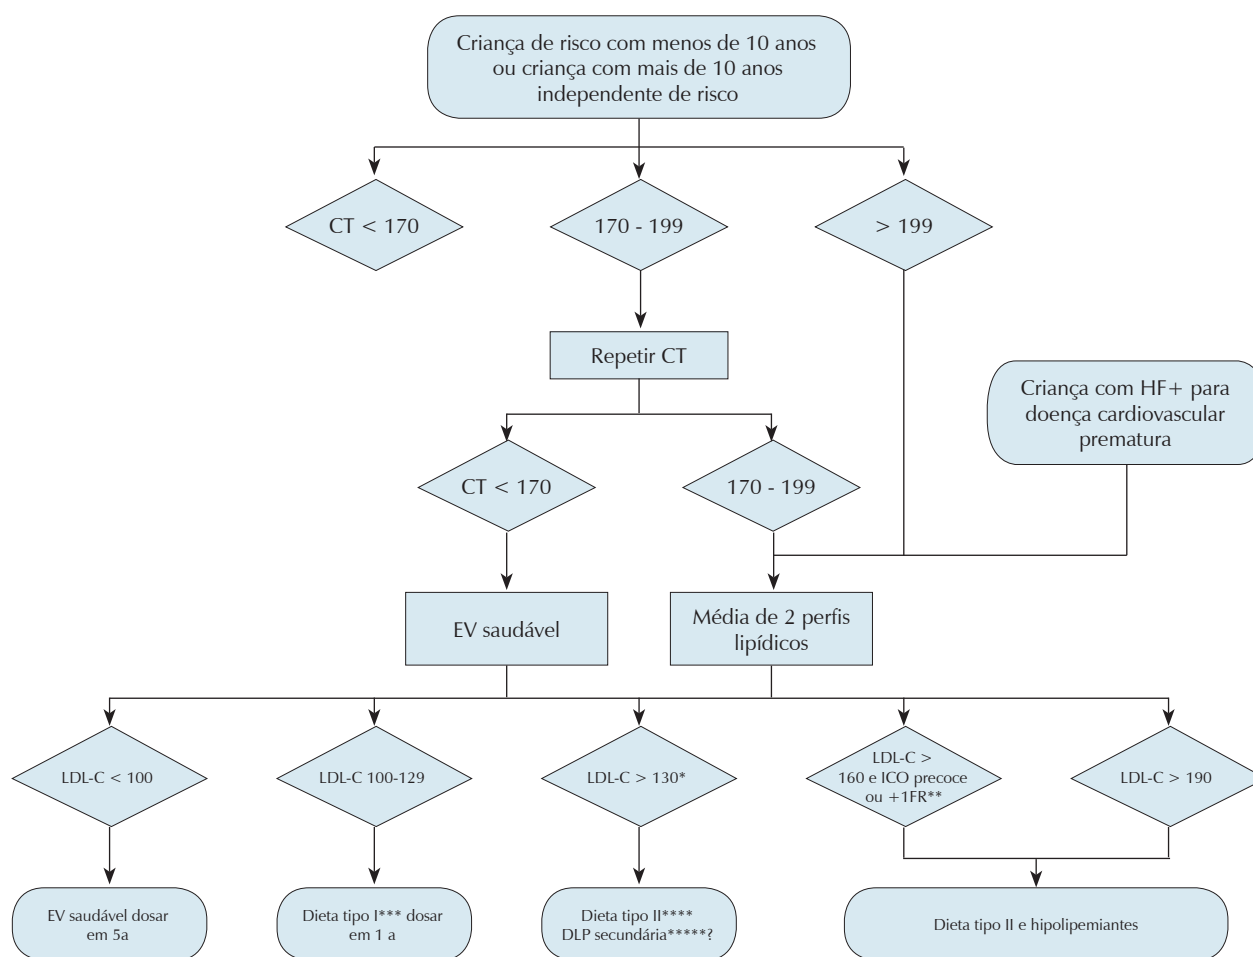 Criança de risco com menos de 10 anos
ou criança com mais de 10 anos
independente de risco
CT < 170
170 - 199
> 199
Repetir CT
Criança com HF+ para
doença cardiovascular
prematura
CT < 170
170 - 199
EV saudável
Média de 2 perfis
lipídicos
LDL-C < 100
LDL-C 100-129
LDL-C > 130*
LDL-C >
160 e ICO precoce
ou +1FR**
LDL-C > 190
EV saudável dosar
em 5a
Dieta tipo I*** dosar
em 1 a
Dieta tipo II****
DLP secundária*****?
Dieta tipo II e hipolipemiantes